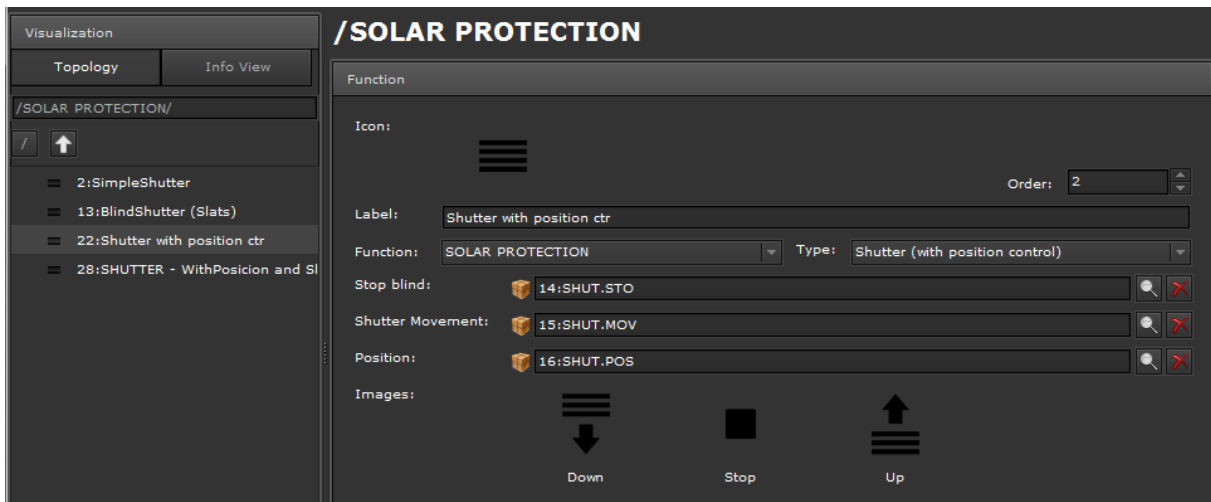 Visualization
Topology
Info View
/SOLAR PROTECTION/
/
2:SimpleShutter
13:BlindShutter (Slats)
22:Shutter with position ctr
28:SHUTTER - WithPosicion and Sl
/SOLAR PROTECTION
Function
Icon:
Order: 2
Label: Shutter with position ctr
Function: SOLAR PROTECTION Type: Shutter (with position control)
Stop blind: 14:SHUT.STO
Shutter Movement: 15:SHUT.MOV
Position: 16:SHUT.POS
Images:
Down Stop Up